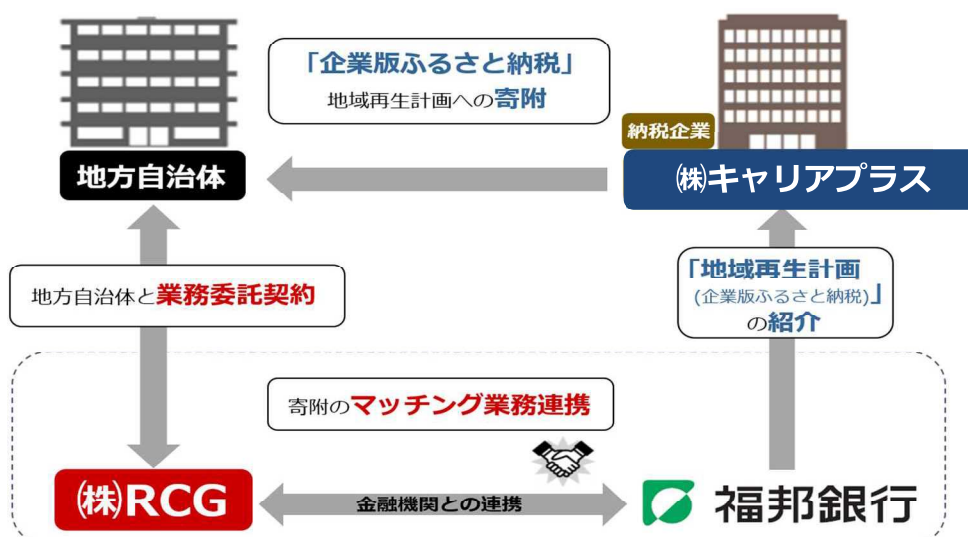 「企業版ふるさと納税」
地域再生計画への寄附
納税企業
地方自治体
㈱キャリアプラス
地方自治体と業務委託契約
「地域再生計画
(企業版ふるさと納税)」
の紹介
寄附のマッチング業務連携
㈱RCG
金融機関との連携
福邦銀行